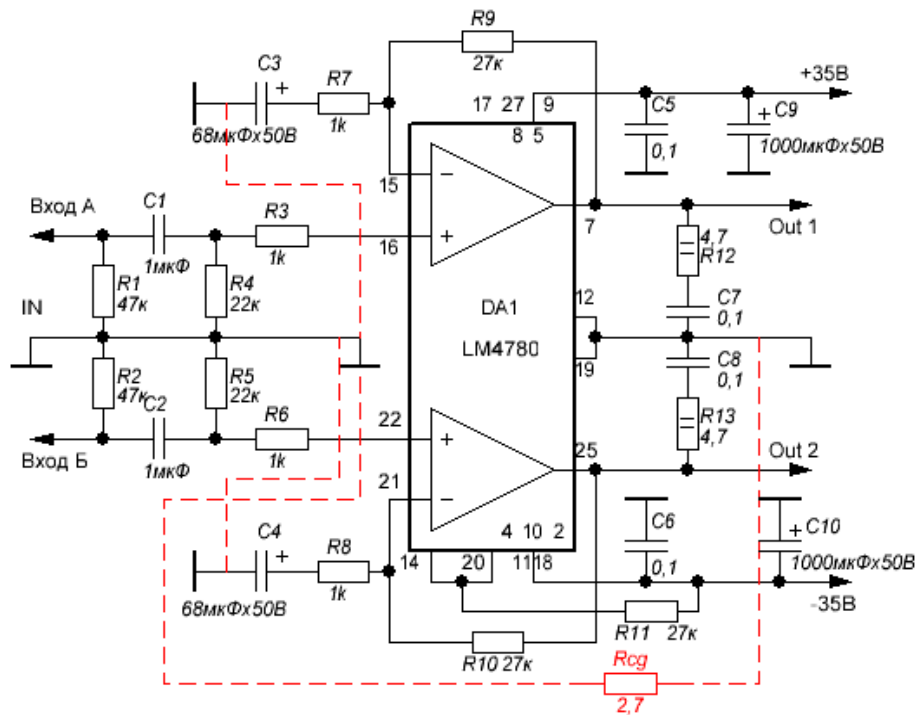 R9
27к
C3
R7
68мкФх50В
1k
17 27 9
8 5
+35В
C5
0,1
C9
+
1000мкФх50В
+
15
−
Вход А
C1
R3
1мкФ
1k
16
+
7
Out 1
4,7
R12
R1
47к
R4
22к
IN
DA1
LM4780
12
19
C7
0,1
C8
0,1
R2
47к
R5
22к
C2
R6
1мкФ
1k
Вход Б
22
+
21
−
25
R13
4,7
Out 2
C4
+
R8
68мкФх50В
1k
14
4 10 2
20
11
18
C6
0,1
+
C10
1000мкФх50В
-35В
R11
27к
R10
27к
Rcg
2,7